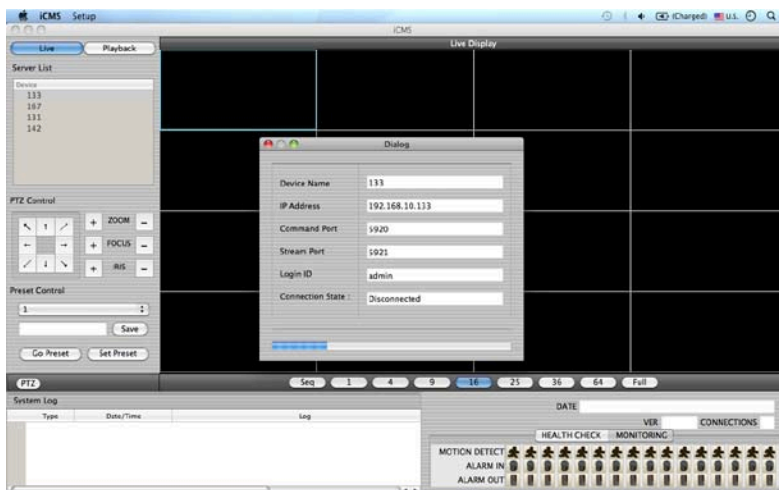 iCMS Setup (Charged) U.S.
iCMS
Live Playback
Live Display
Server List
Device
133
167
131
142
Dialog
Device Name 133
IP Address 192.168.10.133
Command Port 5920
Stream Port 5921
Login ID admin
Connection State : Disconnected
PTZ Control
+ ZOOM -
+ FOCUS -
+ IRIS -
Preset Control
1
Save
Go Preset Set Preset
PTZ Seq 1 4 9 16 25 36 64 Full
System Log
Type Date/Time Log
DATE
VER CONNECTIONS
HEALTH CHECK MONITORING
MOTION DETECT
ALARM IN
ALARM OUT